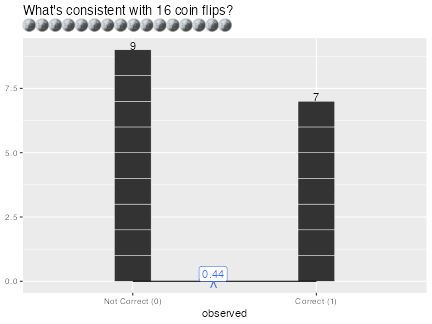 What's consistent with 16 coin flips?
9
7
7.5
5.0
2.5
0.0
0.44
^
Not Correct (0) Correct (1)
observed